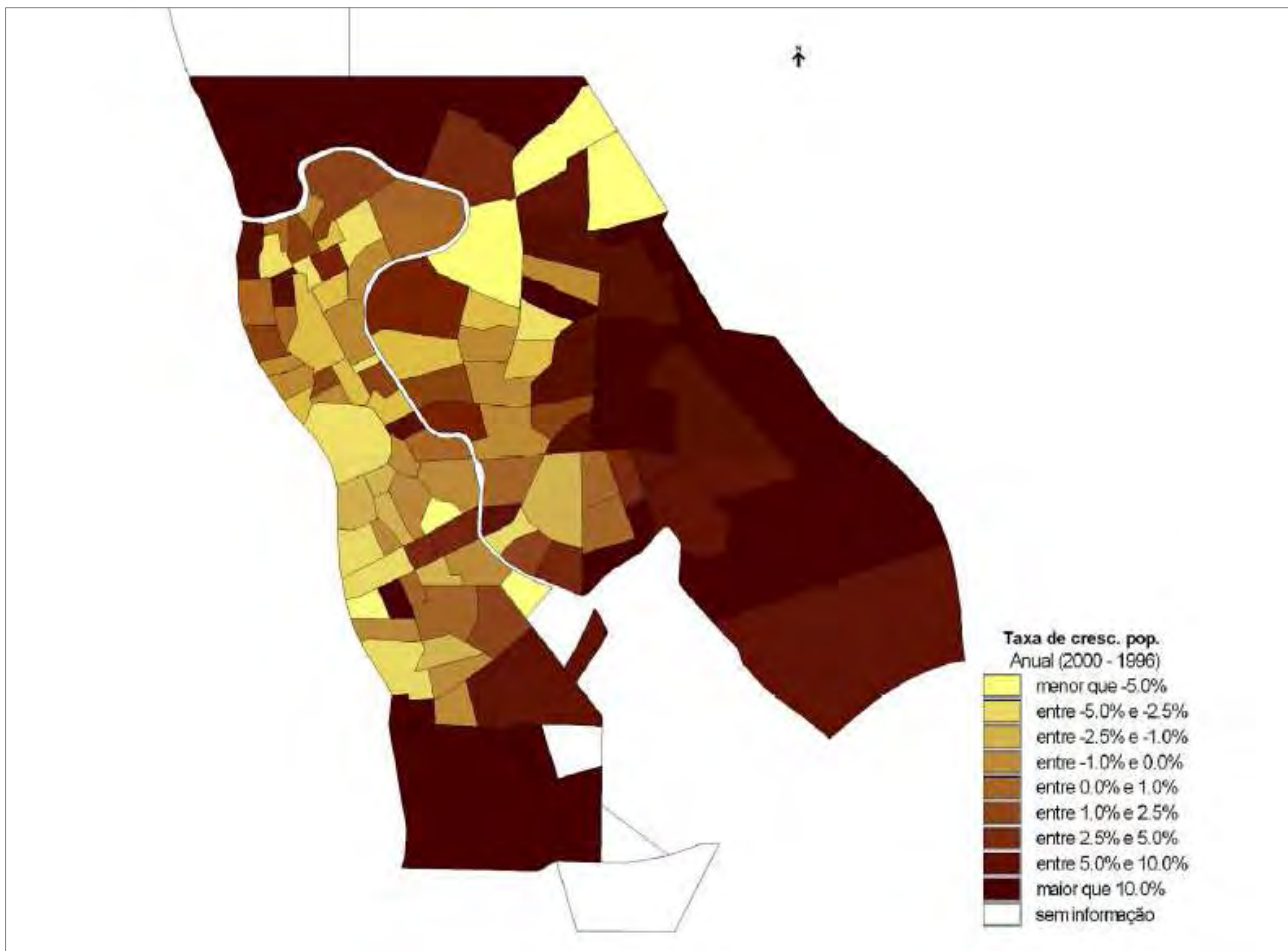 N
Taxa de cresc. pop.
Anual (2000 - 1996)
menor que -5.0%
entre -5.0% e -2.5%
entre -2.5% e -1.0%
entre -1.0% e 0.0%
entre 0.0% e 1.0%
entre 1.0% e 2.5%
entre 2.5% e 5.0%
entre 5.0% e 10.0%
maior que 10.0%
sem informação